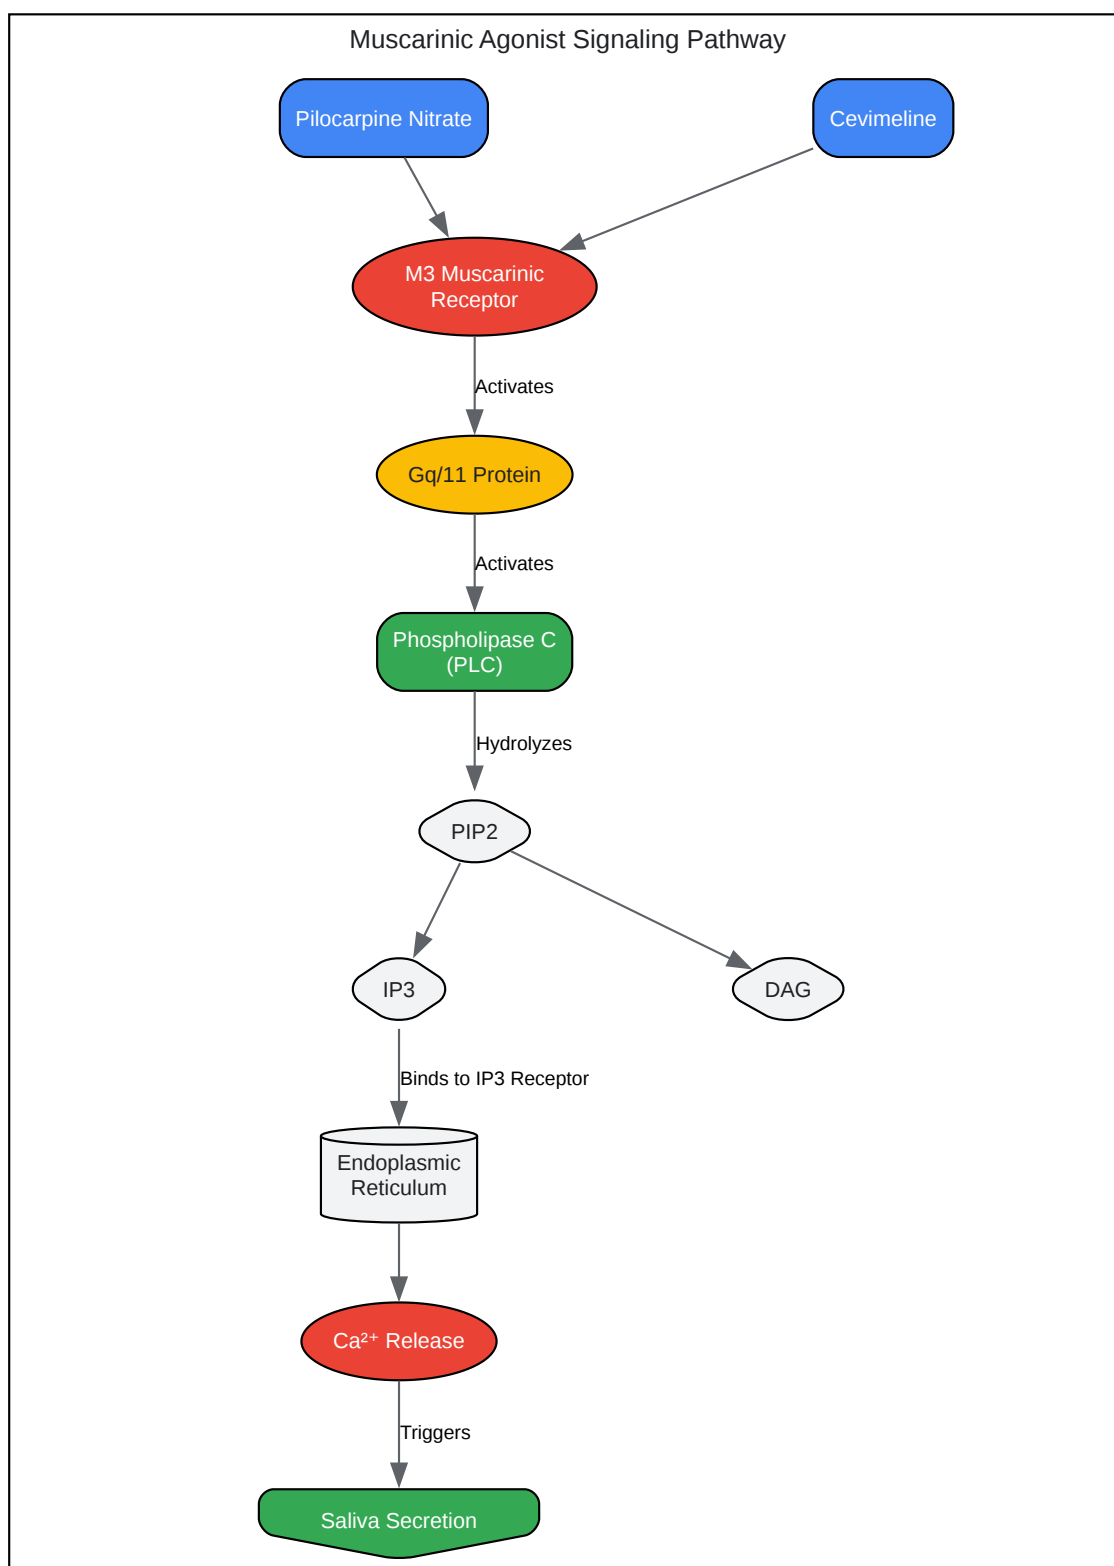 Muscarinic Agonist Signaling Pathway
Pilocarpine Nitrate
Cevimeline
M3 Muscarinic
Receptor
Activates
Gq/11 Protein
Activates
Phospholipase C
(PLC)
Hydrolyzes
PIP2
IP3
DAG
Binds to IP3 Receptor
Endoplasmic
Reticulum
Ca²⁺ Release
Triggers
Saliva Secretion